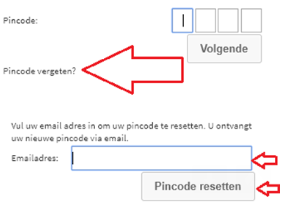 Pincode:
Volgende
Pincode vergeten?
Vul uw email adres in om uw pincode te resetten. U ontvangt
uw nieuwe pincode via email.
Emailadres:
Pincode resetten